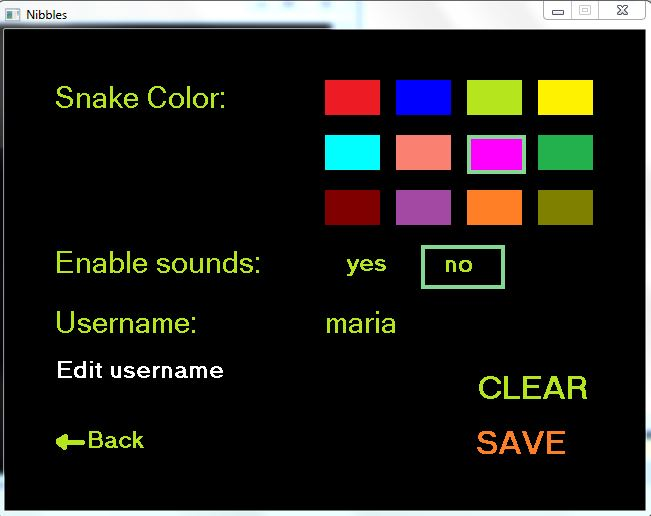 Nibbles
Snake Color:
Enable sounds: yes no
Username: maria
Edit username
CLEAR
Back
SAVE